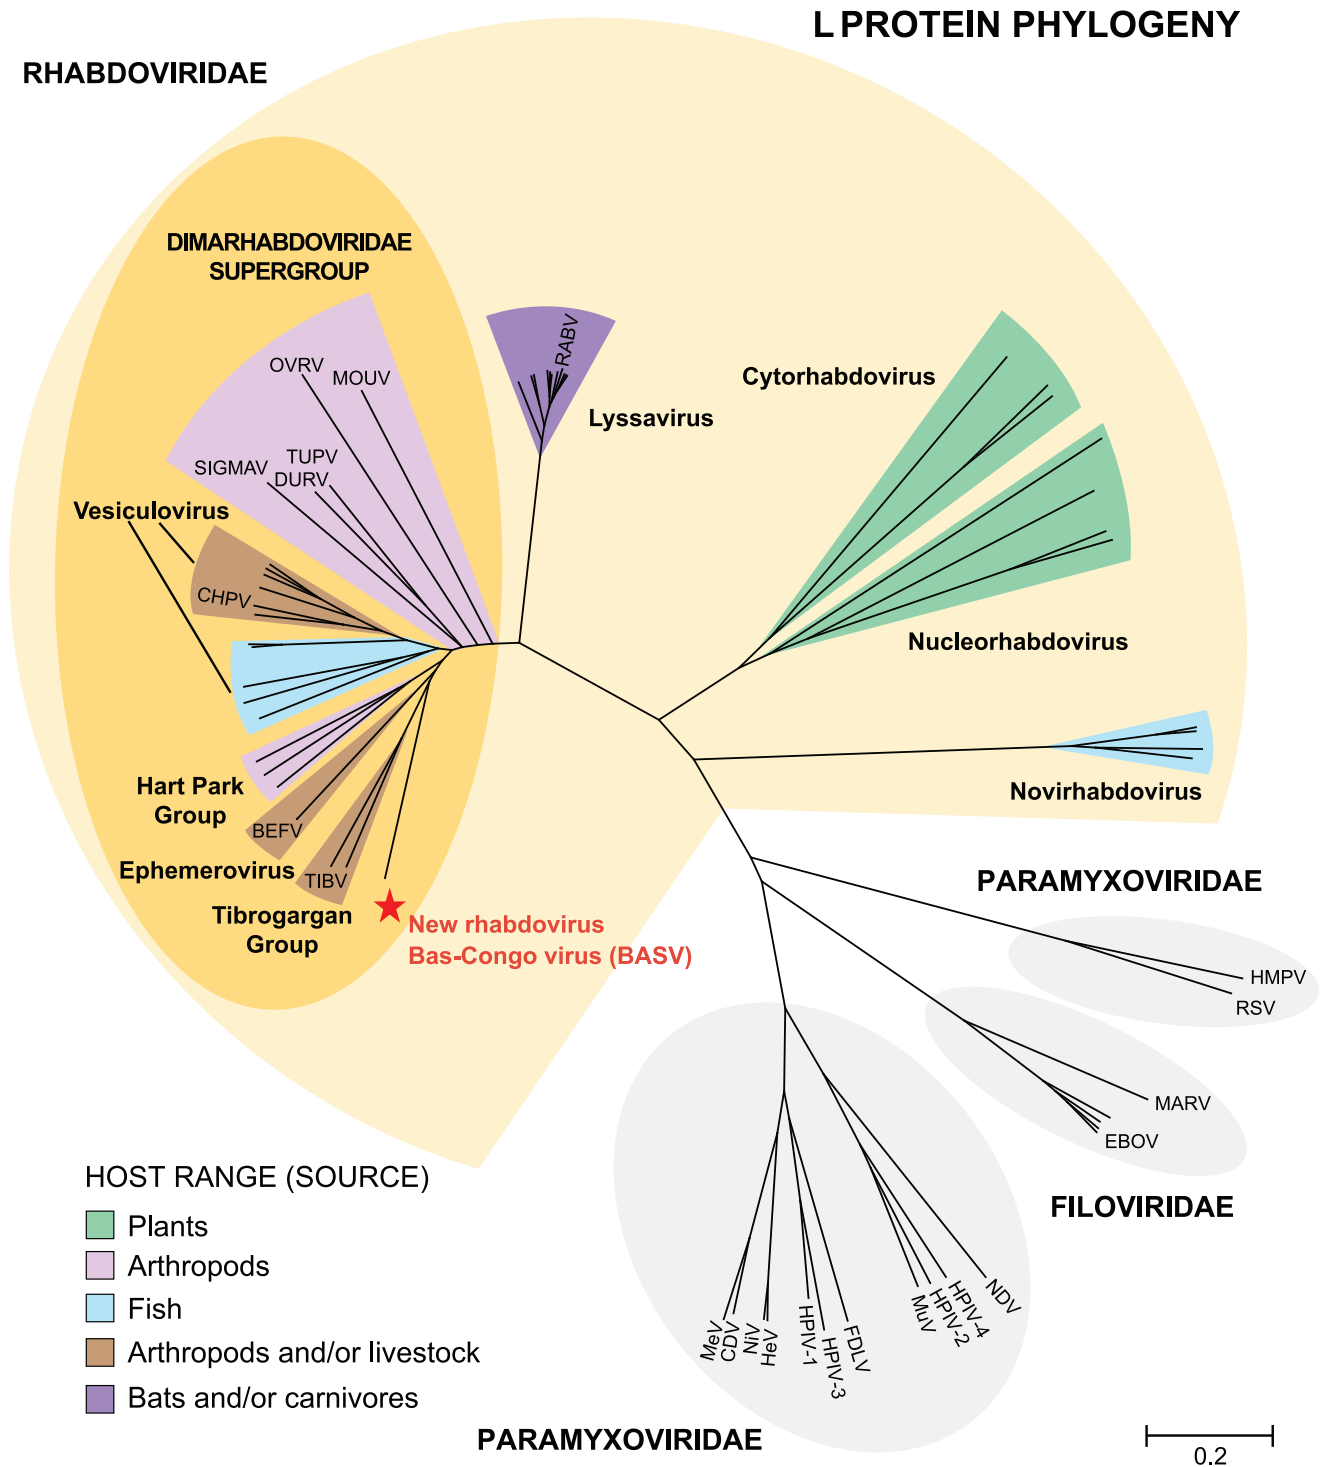 L PROTEIN PHYLOGENY
RHABDOVIRIDAE
DIMARHABDOVIRIDAE
SUPERGROUP
OVRV
MOUV
RABV
SIGMAV
TUPV
DURV
Lyssavirus
Cytorhabdovirus
Vesiculovirus
CHPV
Nucleorhabdovirus
Hart Park
Group
BEFV
Novirhabdovirus
Ephemerovirus
TIBV
Tibrogargan
Group
New rhabdovirus
Bas-Congo virus (BASV)
PARAMYXOVIRIDAE
HMPV
RSV
MARV
EBOV
FILOVIRIDAE
HOST RANGE (SOURCE)
Plants
Arthropods
Fish
Arthropods and/or livestock
Bats and/or carnivores
MeV
CDV
NiV
HeV
HPIV-1
HPIV-3
FDLV
MuV
HPIV-2
HPIV-4
NDV
PARAMYXOVIRIDAE
0.2